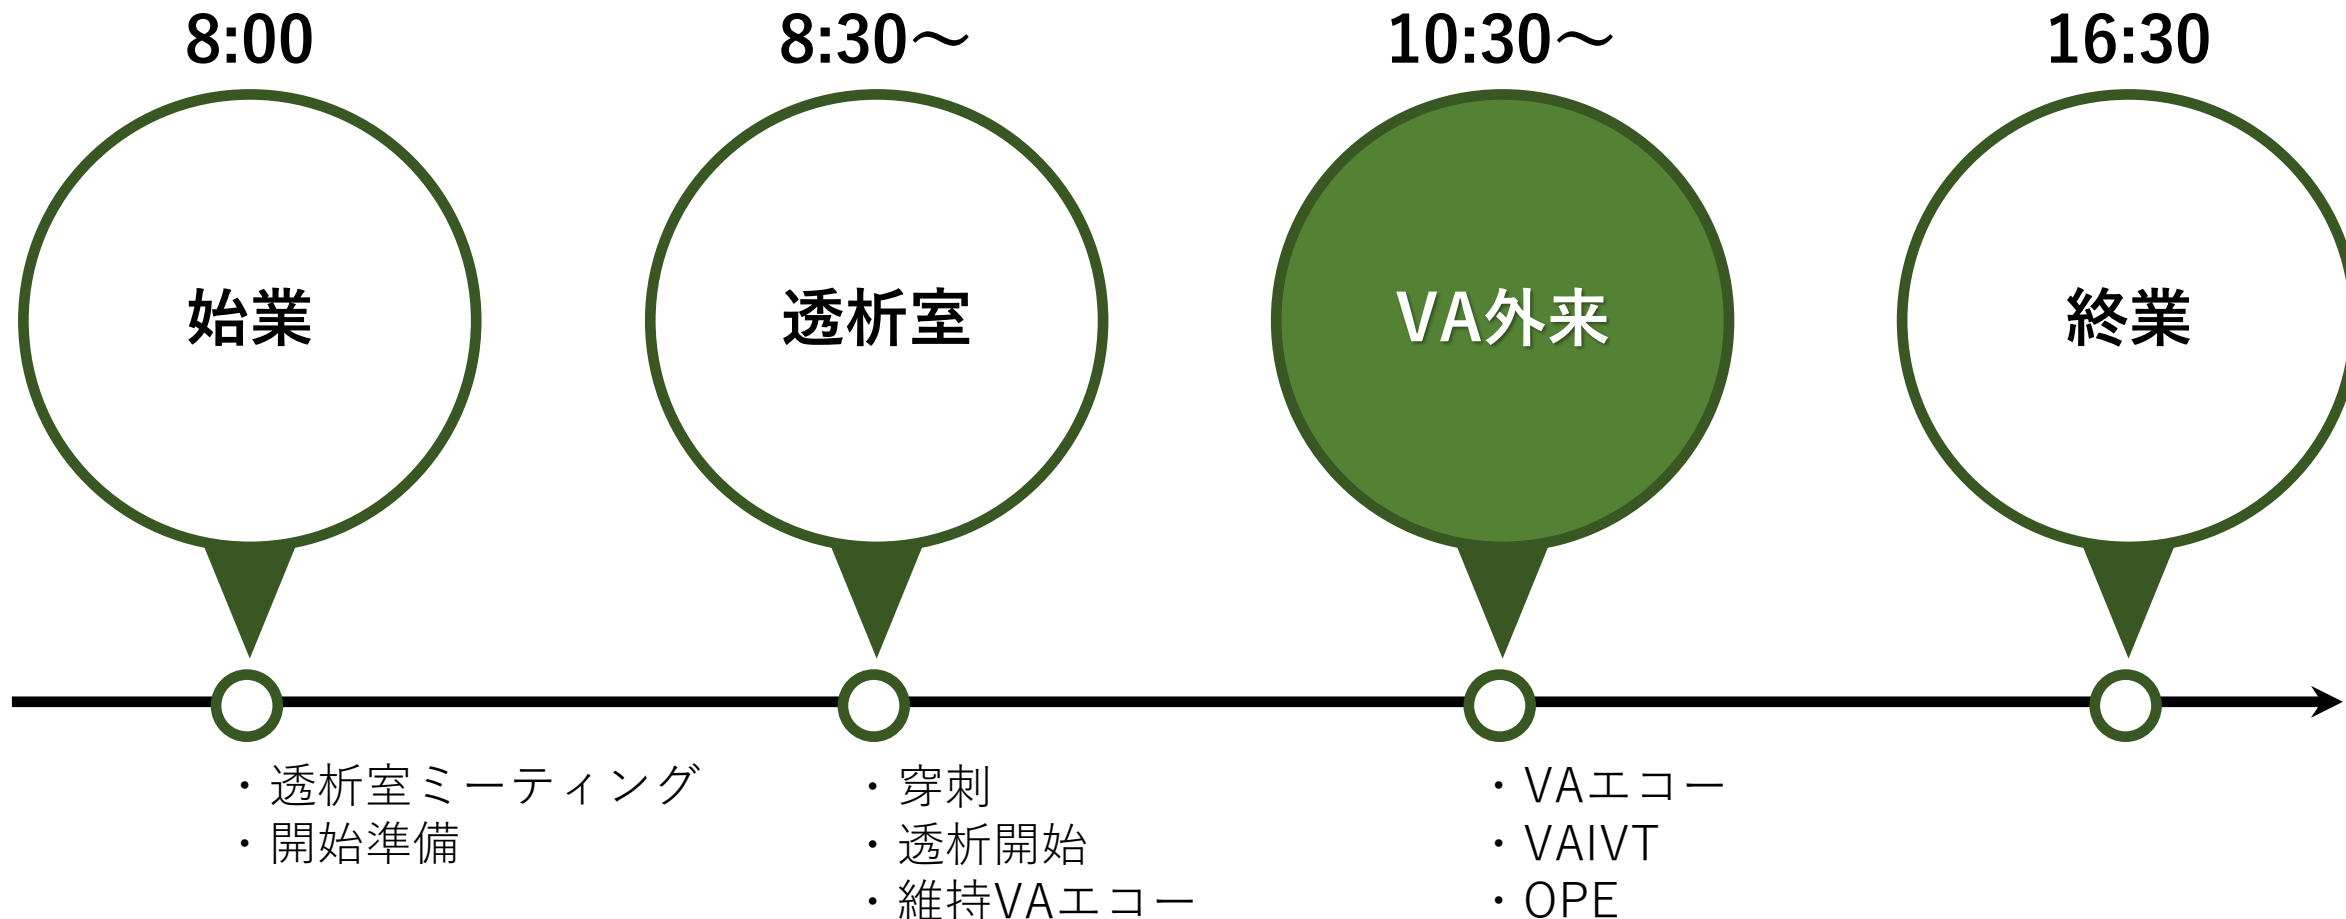 8:00
8:30～
10:30～
16:30
始業
透析室
VA外来
終業
・透析室ミーティング
・開始準備
・穿刺
・透析開始
・維持VAエコー
・VAエコー
・VAIVT
・OPE